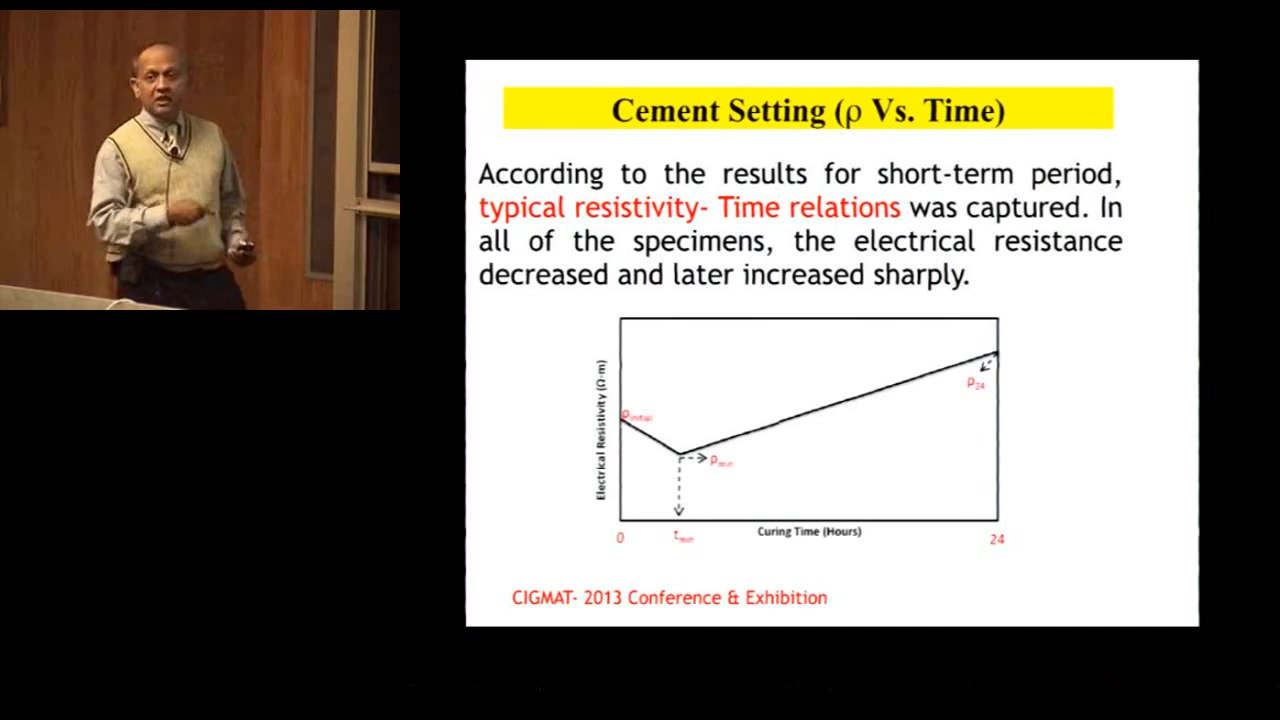 Cement Setting (ρ Vs. Time)
According to the results for short-term period,
typical resistivity- Time relations was captured. In
all of the specimens, the electrical resistance
decreased and later increased sharply.
Electrical Resistivity (Ω-m)
ρinitial
ρmin
ρ24
0
tmin
Curing Time (Hours)
24
CIGMAT- 2013 Conference & Exhibition